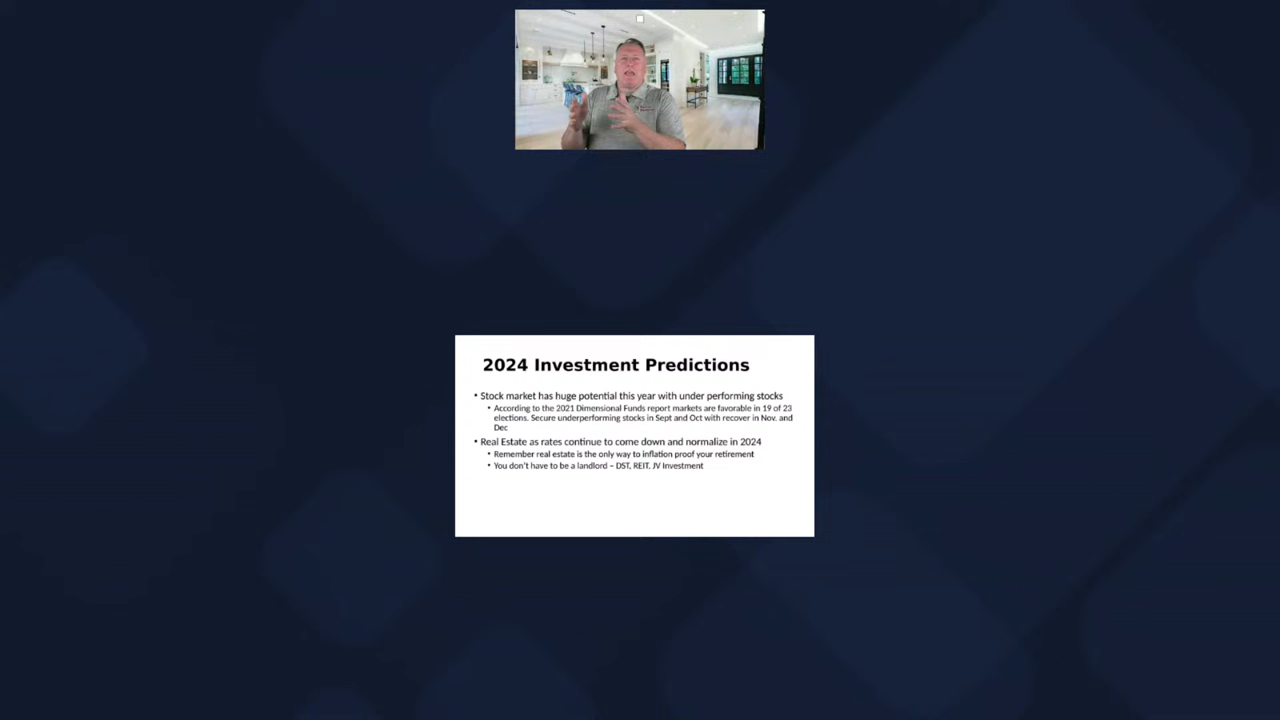 2024 Investment Predictions
• Stock market has huge potential this year with under performing stocks
• According to the 2021 Dimensional Funds report markets are favorable in 19 of 23
elections. Secure underperforming stocks in Sept and Oct with recover in Nov. and
Dec
• Real Estate as rates continue to come down and normalize in 2024
• Remember real estate is the only way to inflation proof your retirement
• You don't have to be a landlord – DST, REIT, JV Investment